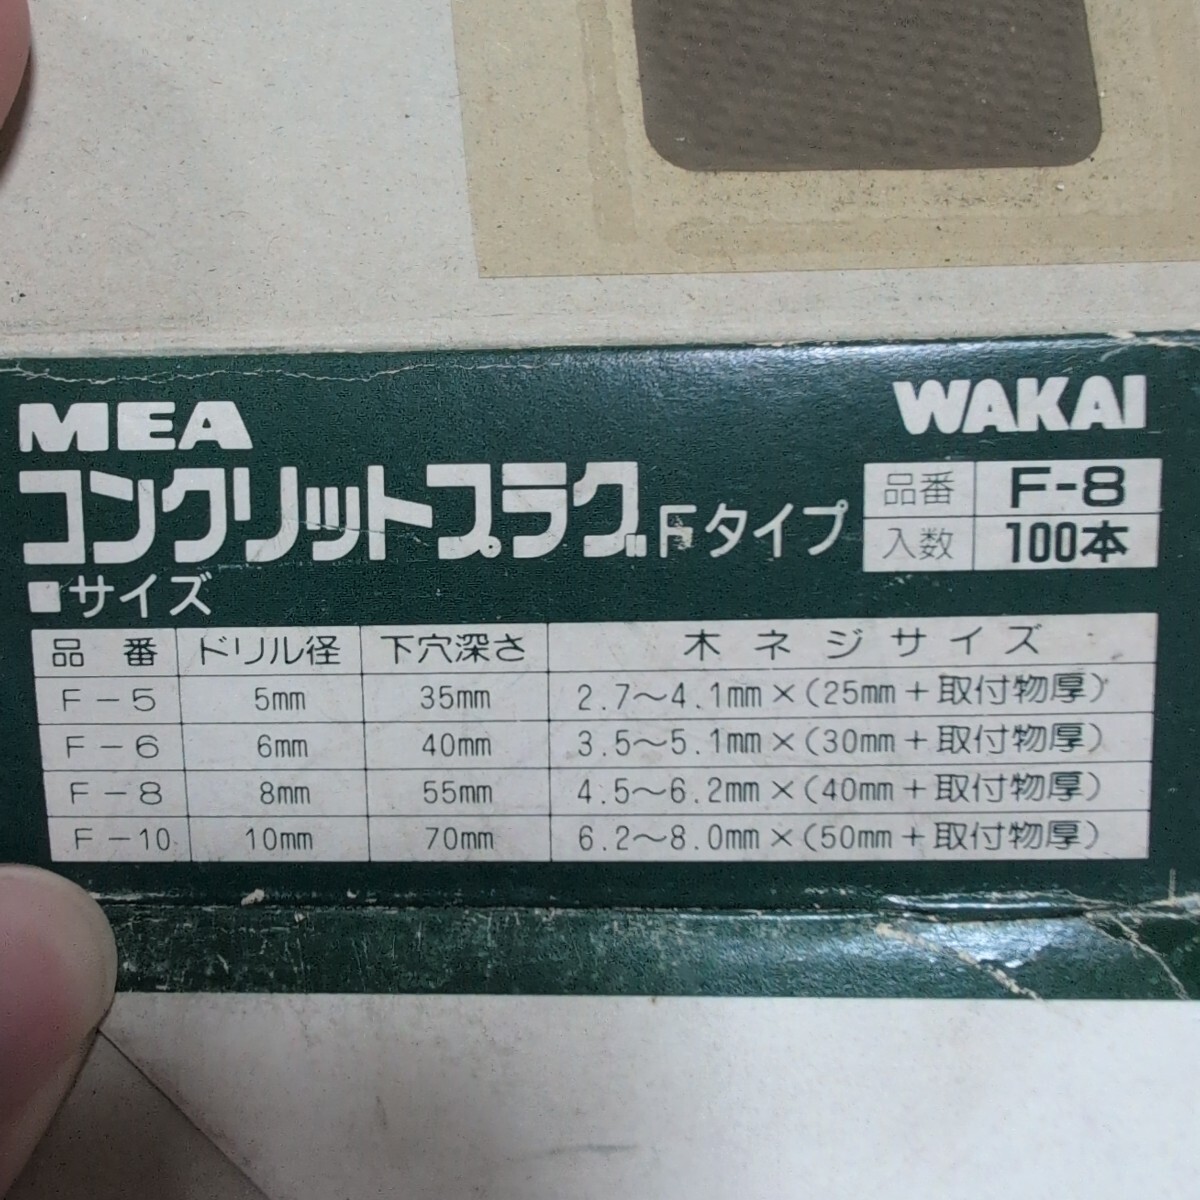 MEA
WAKAI
コンクリットプラグ Fタイプ
品番 F-8
入数 100本
■サイズ
品 番 ドリル径 下穴深さ 木ネジサイズ
F-5 5mm 35mm 2.7〜4.1mm×(25mm+取付物厚)
F-6 6mm 40mm 3.5〜5.1mm×(30mm+取付物厚)
F-8 8mm 55mm 4.5〜6.2mm×(40mm+取付物厚)
F-10 10mm 70mm 6.2〜8.0mm×(50mm+取付物厚)